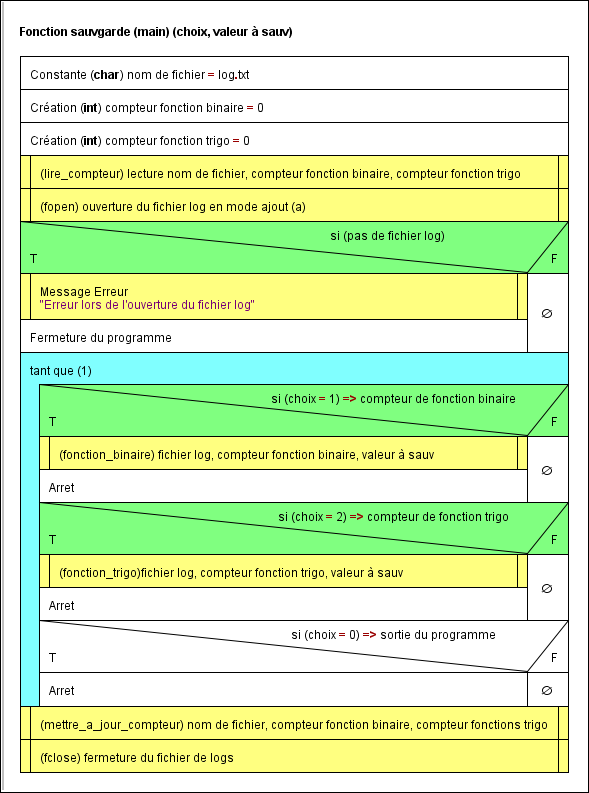 Fonction sauvgarde (main) (choix, valeur à sauv)
Constante (char) nom de fichier = log.txt
Création (int) compteur fonction binaire = 0
Création (int) compteur fonction trigo = 0
(lire_compteur) lecture nom de fichier, compteur fonction binaire, compteur fonction trigo
(fopen) ouverture du fichier log en mode ajout (a)
si (pas de fichier log)
T F
Message Erreur
"Erreur lors de l'ouverture du fichier log"
∅
Fermeture du programme
tant que (1)
si (choix = 1) => compteur de fonction binaire
T F
(fonction_binaire) fichier log, compteur fonction binaire, valeur à sauv
∅
Arret
si (choix = 2) => compteur de fonction trigo
T F
(fonction_trigo)fichier log, compteur fonction trigo, valeur à sauv
∅
Arret
si (choix = 0) => sortie du programme
T F
Arret ∅
(mettre_a_jour_compteur) nom de fichier, compteur fonction binaire, compteur fonctions trigo
(fclose) fermeture du fichier de logs